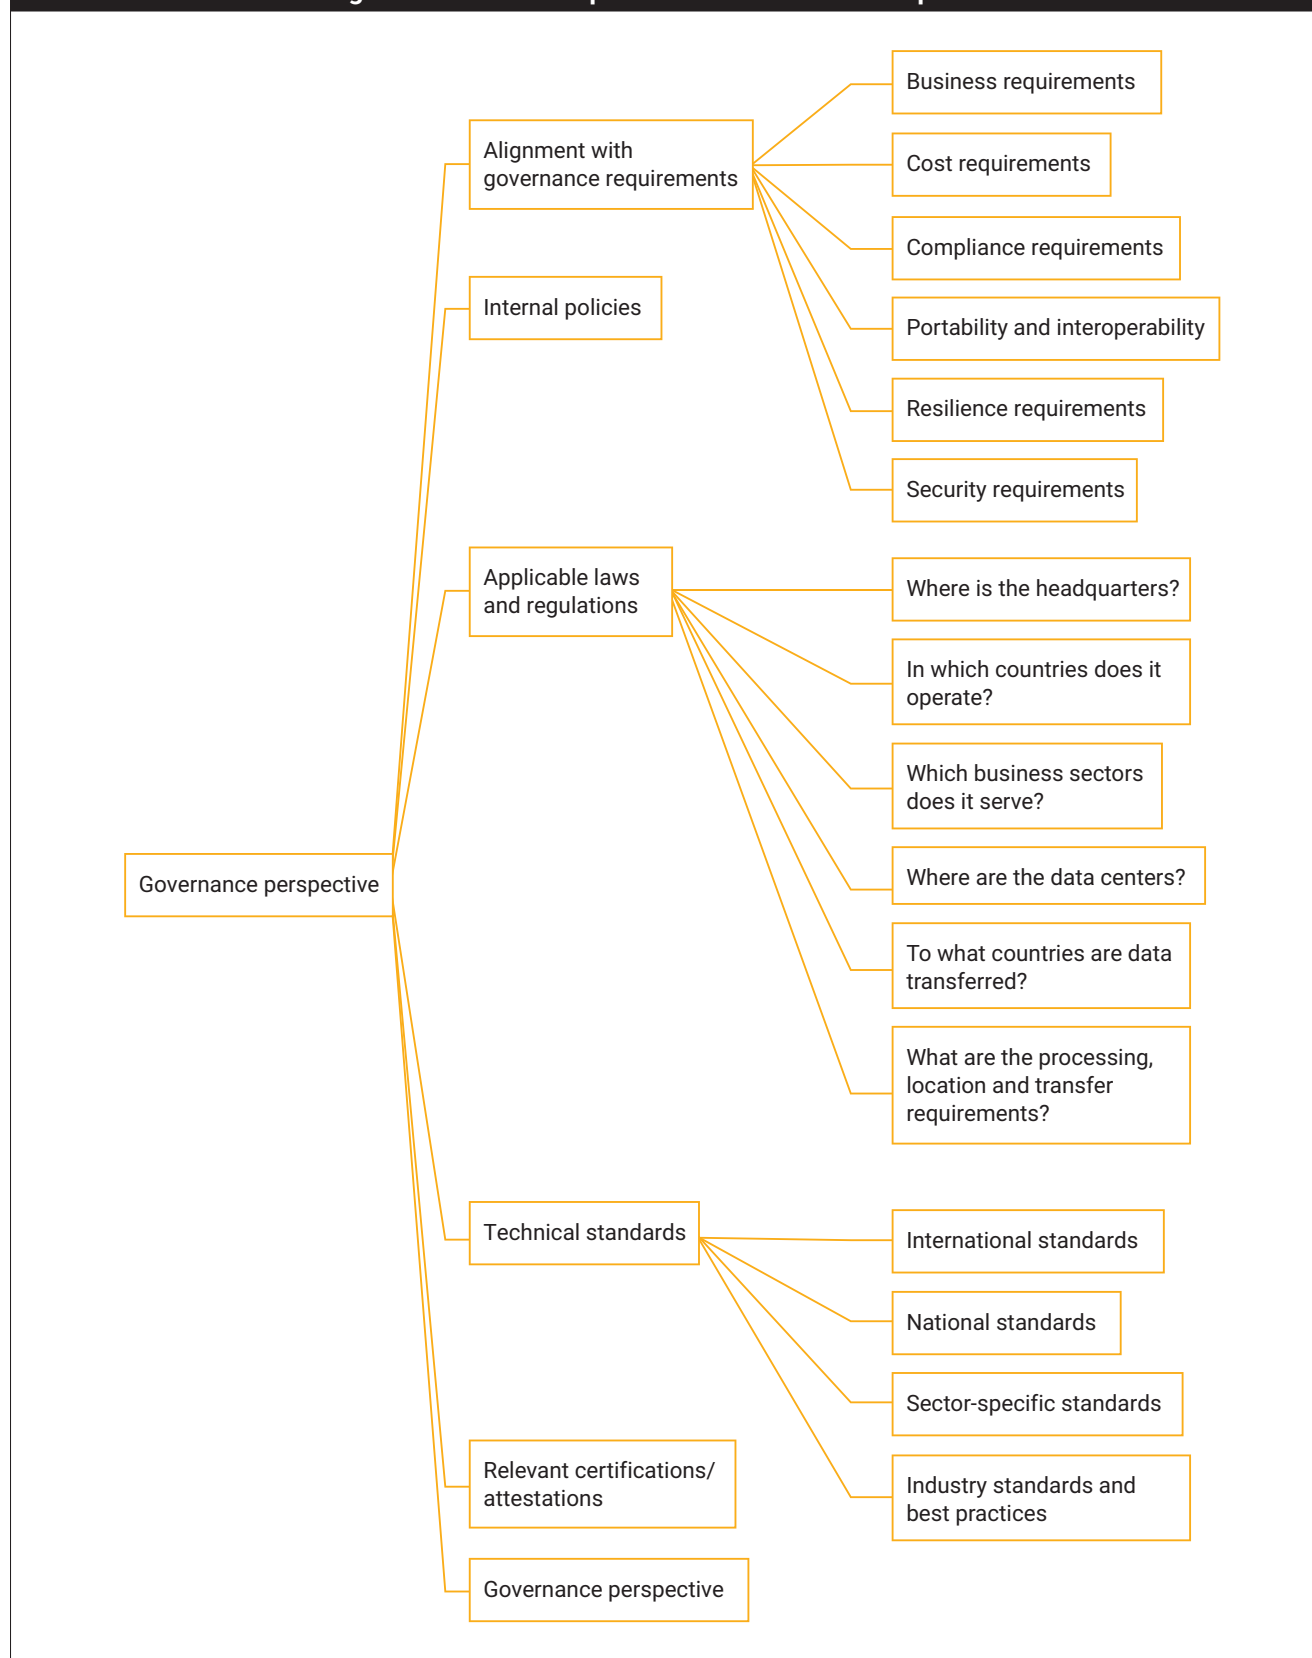 Business requirements
Alignment with
governance requirements
Cost requirements
Compliance requirements
Internal policies
Portability and interoperability
Resilience requirements
Security requirements
Applicable laws
and regulations
Where is the headquarters?
In which countries does it
operate?
Which business sectors
does it serve?
Governance perspective
Where are the data centers?
To what countries are data
transferred?
What are the processing,
location and transfer
requirements?
Technical standards
International standards
National standards
Sector-specific standards
Relevant certifications/
attestations
Industry standards and
best practices
Governance perspective